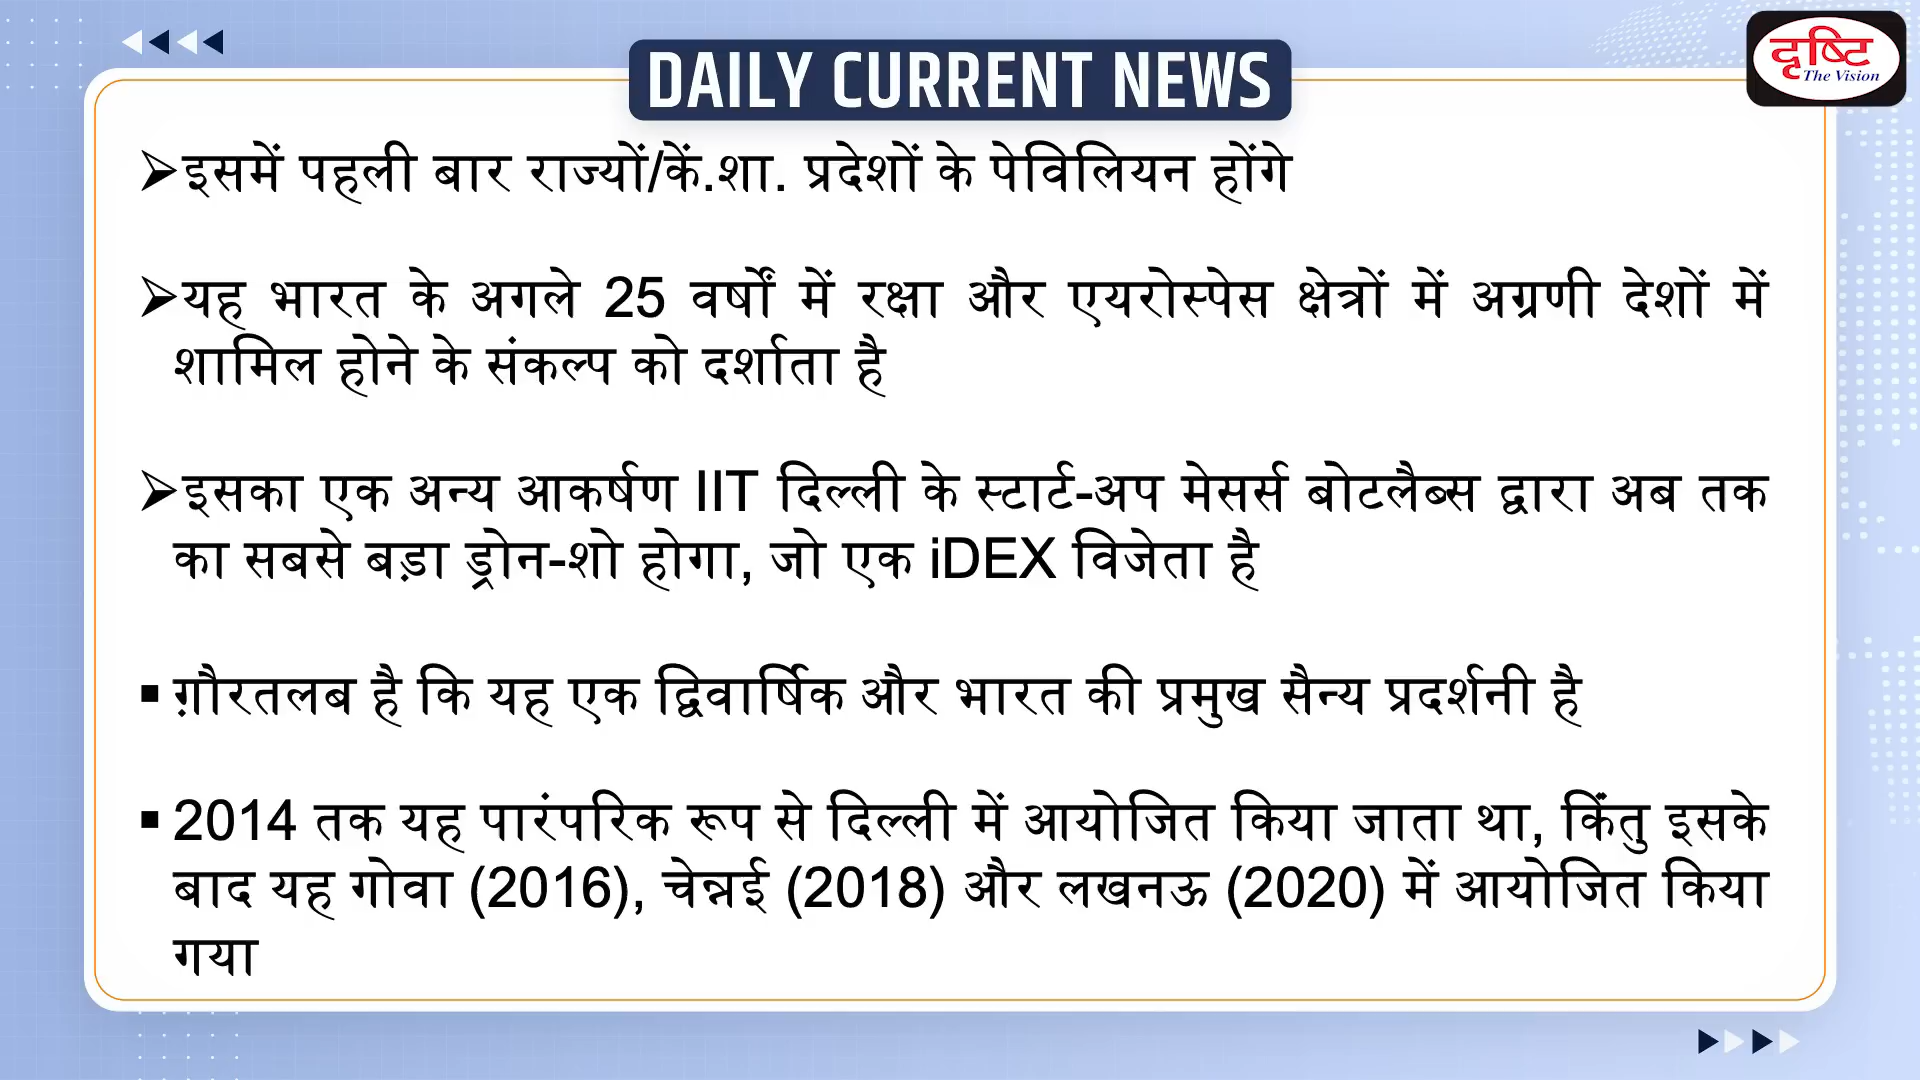 DAILY CURRENT NEWS
दृष्टि
The Vision
➢इसमें पहली बार राज्यों/कें.शा. प्रदेशों के पेविलियन होंगे
➢यह भारत के अगले 25 वर्षों में रक्षा और एयरोस्पेस क्षेत्रों में अग्रणी देशों में
शामिल होने के संकल्प को दर्शाता है
➢इसका एक अन्य आकर्षण IIT दिल्ली के स्टार्ट-अप मेसर्स बोटलैब्स द्वारा अब तक
का सबसे बड़ा ड्रोन-शो होगा, जो एक iDEX विजेता है
▪ ग़ौरतलब है कि यह एक द्विवार्षिक और भारत की प्रमुख सैन्य प्रदर्शनी है
▪ 2014 तक यह पारंपरिक रूप से दिल्ली में आयोजित किया जाता था, किंतु इसके
बाद यह गोवा (2016), चेन्नई (2018) और लखनऊ (2020) में आयोजित किया
गया